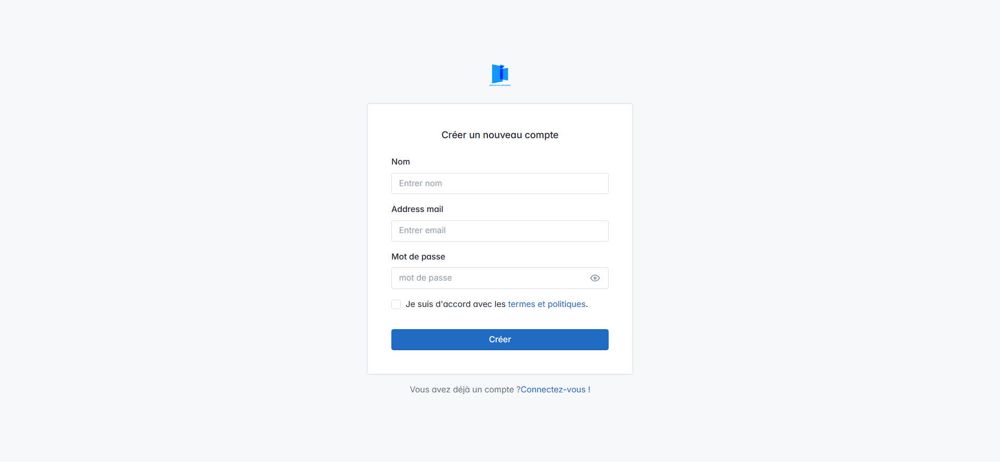 Créer un nouveau compte
Nom
Entrer nom
Address mail
Entrer email
Mot de passe
mot de passe
Je suis d'accord avec les termes et politiques.
Créer
Vous avez déjà un compte ?Connectez-vous !